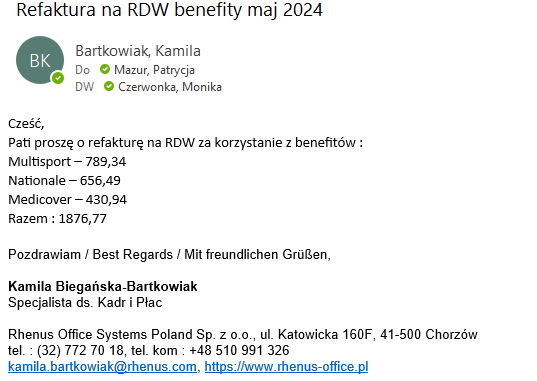 Refaktura na RDW benefity maj 2024
BK
Bartkowiak, Kamila
Do Mazur, Patrycja
DW Czerwonka, Monika
Cześć,
Pati proszę o refakturę na RDW za korzystanie z benefitów :
Multisport – 789,34
Nationale – 656,49
Medicover – 430,94
Razem : 1876,77
Pozdrawiam / Best Regards / Mit freundlichen Grüßen,
Kamila Biegańska-Bartkowiak
Specjalista ds. Kadr i Płac
Rhenus Office Systems Poland Sp. z o.o., ul. Katowicka 160F, 41-500 Chorzów
tel. : (32) 772 70 18, tel. kom : +48 510 991 326
kamila.bartkowiak@rhenus.com, https://www.rhenus-office.pl